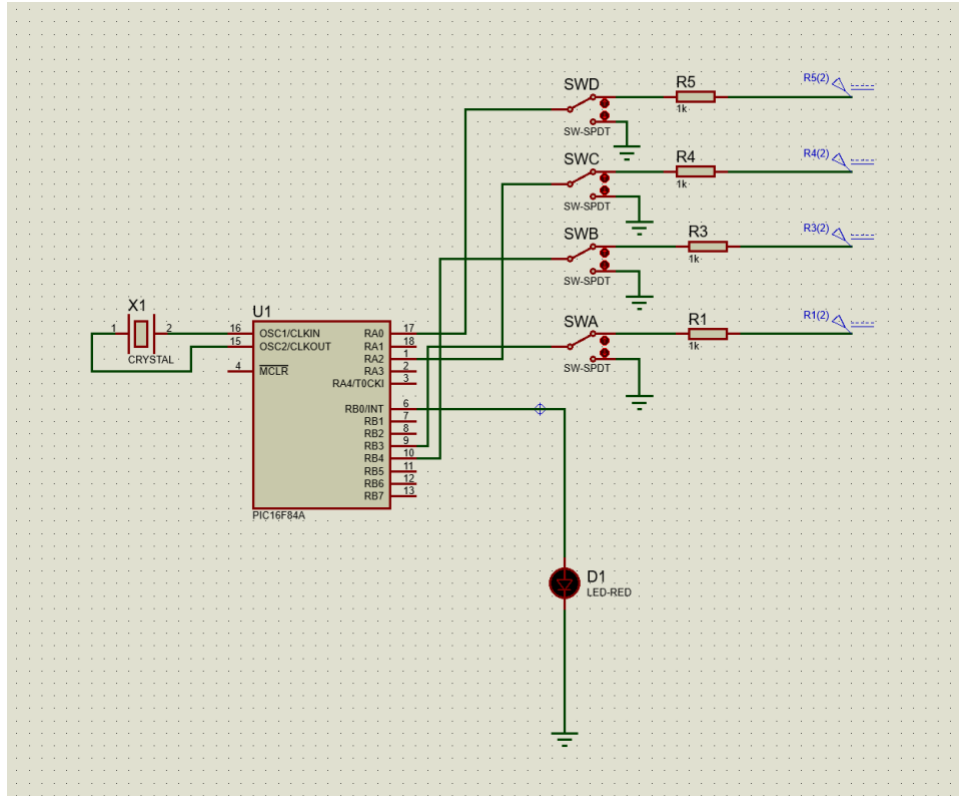 SWD
R5
R5(2)
1k
SW-SPDT
SWC
R4
R4(2)
1k
SW-SPDT
SWB
R3
R3(2)
1k
SW-SPDT
SWA
R1
R1(2)
1k
SW-SPDT
X1
1
2
CRYSTAL
U1
16
OSC1/CLKIN
RA0
17
15
OSC2/CLKOUT
RA1
18
RA2
1
4
MCLR
RA3
2
RA4/T0CKI
3
RB0/INT
6
RB1
7
RB2
8
RB3
9
RB4
10
RB5
11
RB6
12
RB7
13
PIC16F84A
D1
LED-RED